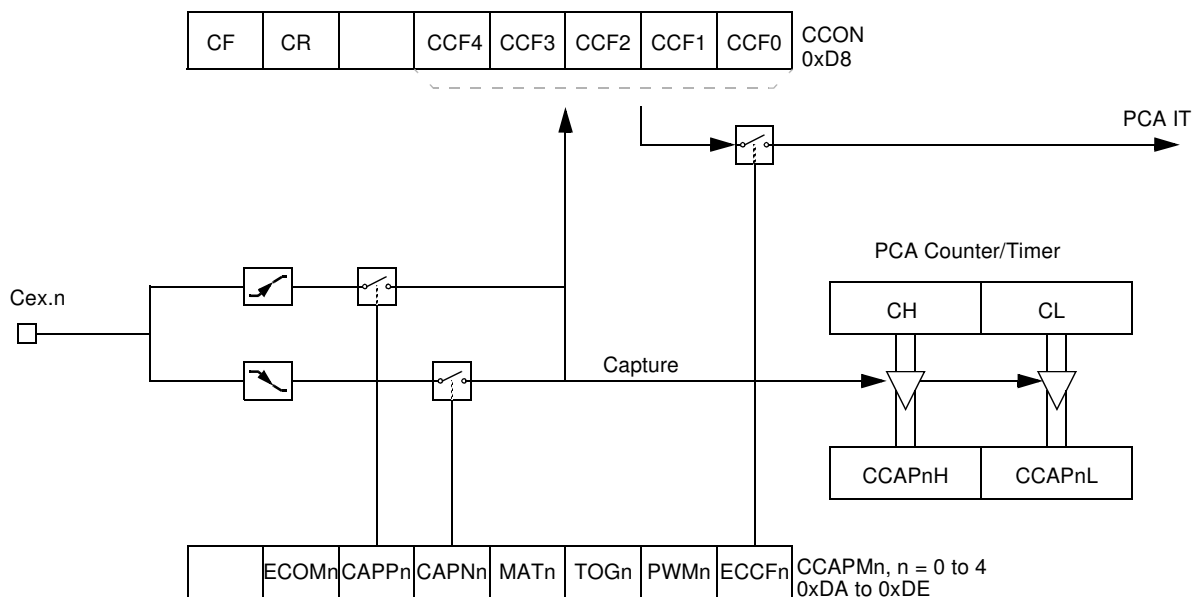 CF CR CCF4 CCF3 CCF2 CCF1 CCF0 CCON
0xD8
PCA IT
PCA Counter/Timer
Cex.n
CH CL
Capture
CCAPnH CCAPnL
ECOMn CAPPn CAPNn MATn TOGn PWMn ECCFn CCAPMn, n = 0 to 4
0xDA to 0xDE